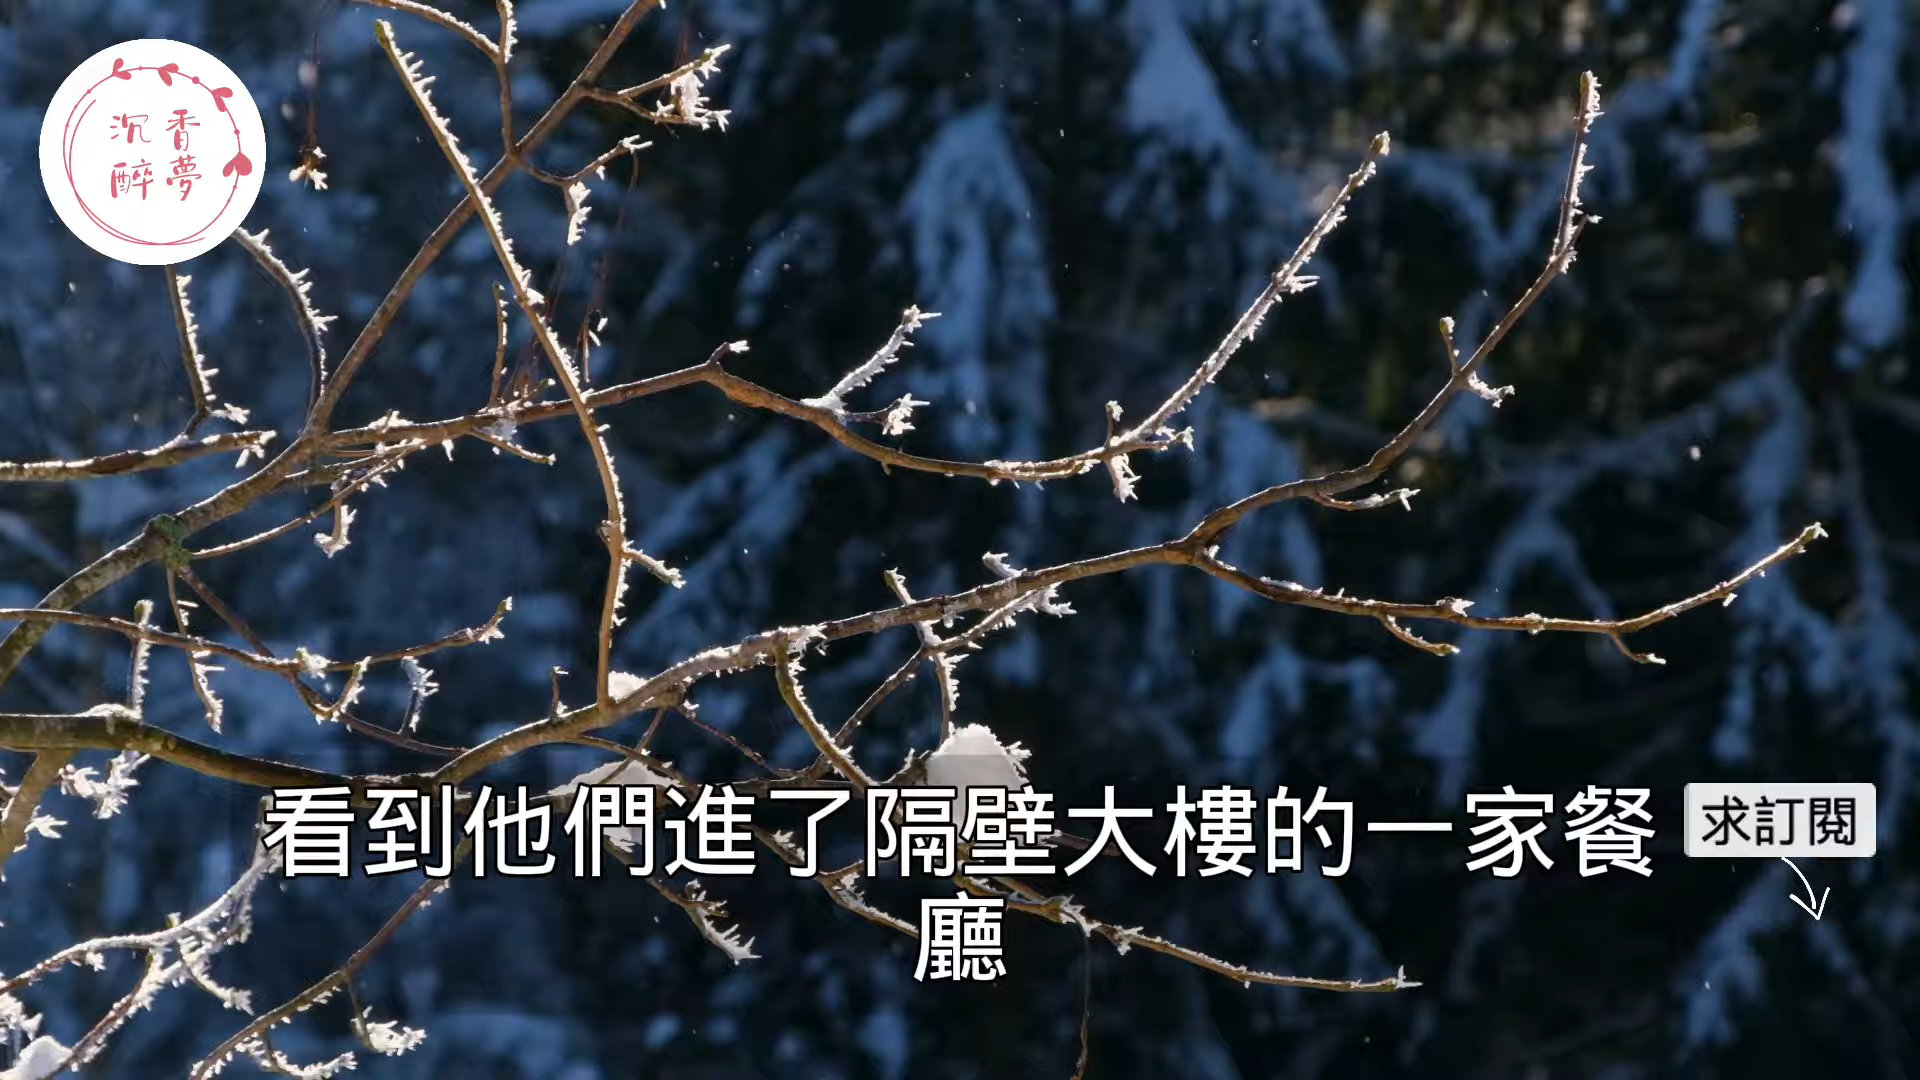 沉香
醉夢
看到他們進了隔壁大樓的一家餐
廳
求訂閱